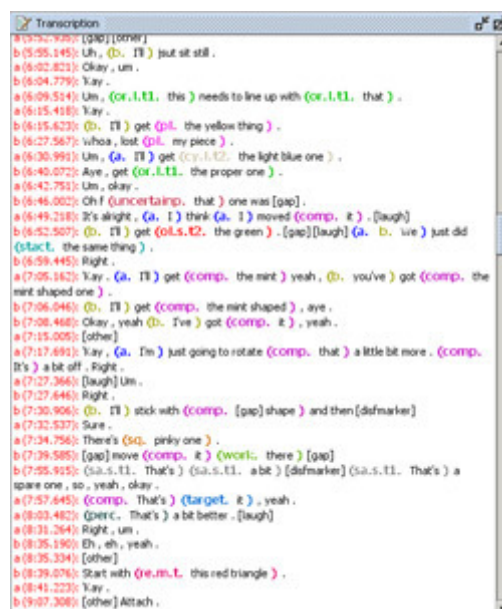 Transcription
a (5:52.935): [gap] [other]
b (5:55.145): Uh , (b. I'll ) jsut sit still .
a (6:02.821): Okay , um .
b (6:04.779): 'Kay .
a (6:09.514): Um , (or.l.t1. this ) needs to line up with (or.l.t1. that ) .
a (6:15.418): 'Kay .
b (6:15.623): (b. I'll ) get (pl. the yellow thing ) .
b (6:27.567): Whoa , lost (pl. my piece ) .
a (6:30.991): Um , (a. I'll ) get (cy.l.t2. the light blue one ) .
b (6:40.072): Aye , get (or.l.t1. the proper one ) .
a (6:42.751): Um , okay .
b (6:46.002): Oh f (uncertainp. that ) one was [gap] .
a (6:49.218): It's alright , (a. I ) think (a. I ) moved (comp. it ) . [laugh]
b (6:52.507): (b. I'll ) get (ol.s.t2. the green ) . [gap] [laugh] (a. b. We ) just did
(start. the same thing ) .
b (6:59.445): Right .
a (7:05.162): 'Kay . (a. I'll ) get (comp. the mint ) yeah , (b. you've ) got (comp. the
mint shaped one ) .
b (7:06.046): (b. I'll ) get (comp. the mint shaped ) , aye .
b (7:08.468): Okay , yeah (b. I've ) got (comp. it ) , yeah .
a (7:15.009): [other]
a (7:17.691): 'Kay , (a. I'm ) just going to rotate (comp. that ) a little bit more . (comp.
It's ) a bit off . Right .
a (7:27.366): [laugh] Um .
b (7:27.646): Right .
b (7:30.906): (b. I'll ) stick with (comp. [gap] shape ) and then [disfmarker]
a (7:32.537): Sure .
a (7:34.756): There's (sq. pinky one ) .
b (7:39.585): [gap] move (comp. it ) (work. there ) [gap]
b (7:55.915): (sa.s.t1. That's ) (sa.s.t1. a bit ) [disfmarker] (sa.s.t1. That's ) a
spare one , so , yeah , okay .
a (7:57.645): (comp. That's ) (target. it ) , yeah .
a (8:03.482): (perc. That's ) a bit better . [laugh]
a (8:31.264): Right , um .
b (8:35.190): Eh , eh , yeah .
a (8:35.334): [other]
b (8:39.076): Start with (re.m.t. this red triangle ) .
a (8:41.223): 'Kay .
b (9:07.308): [other] Attach .